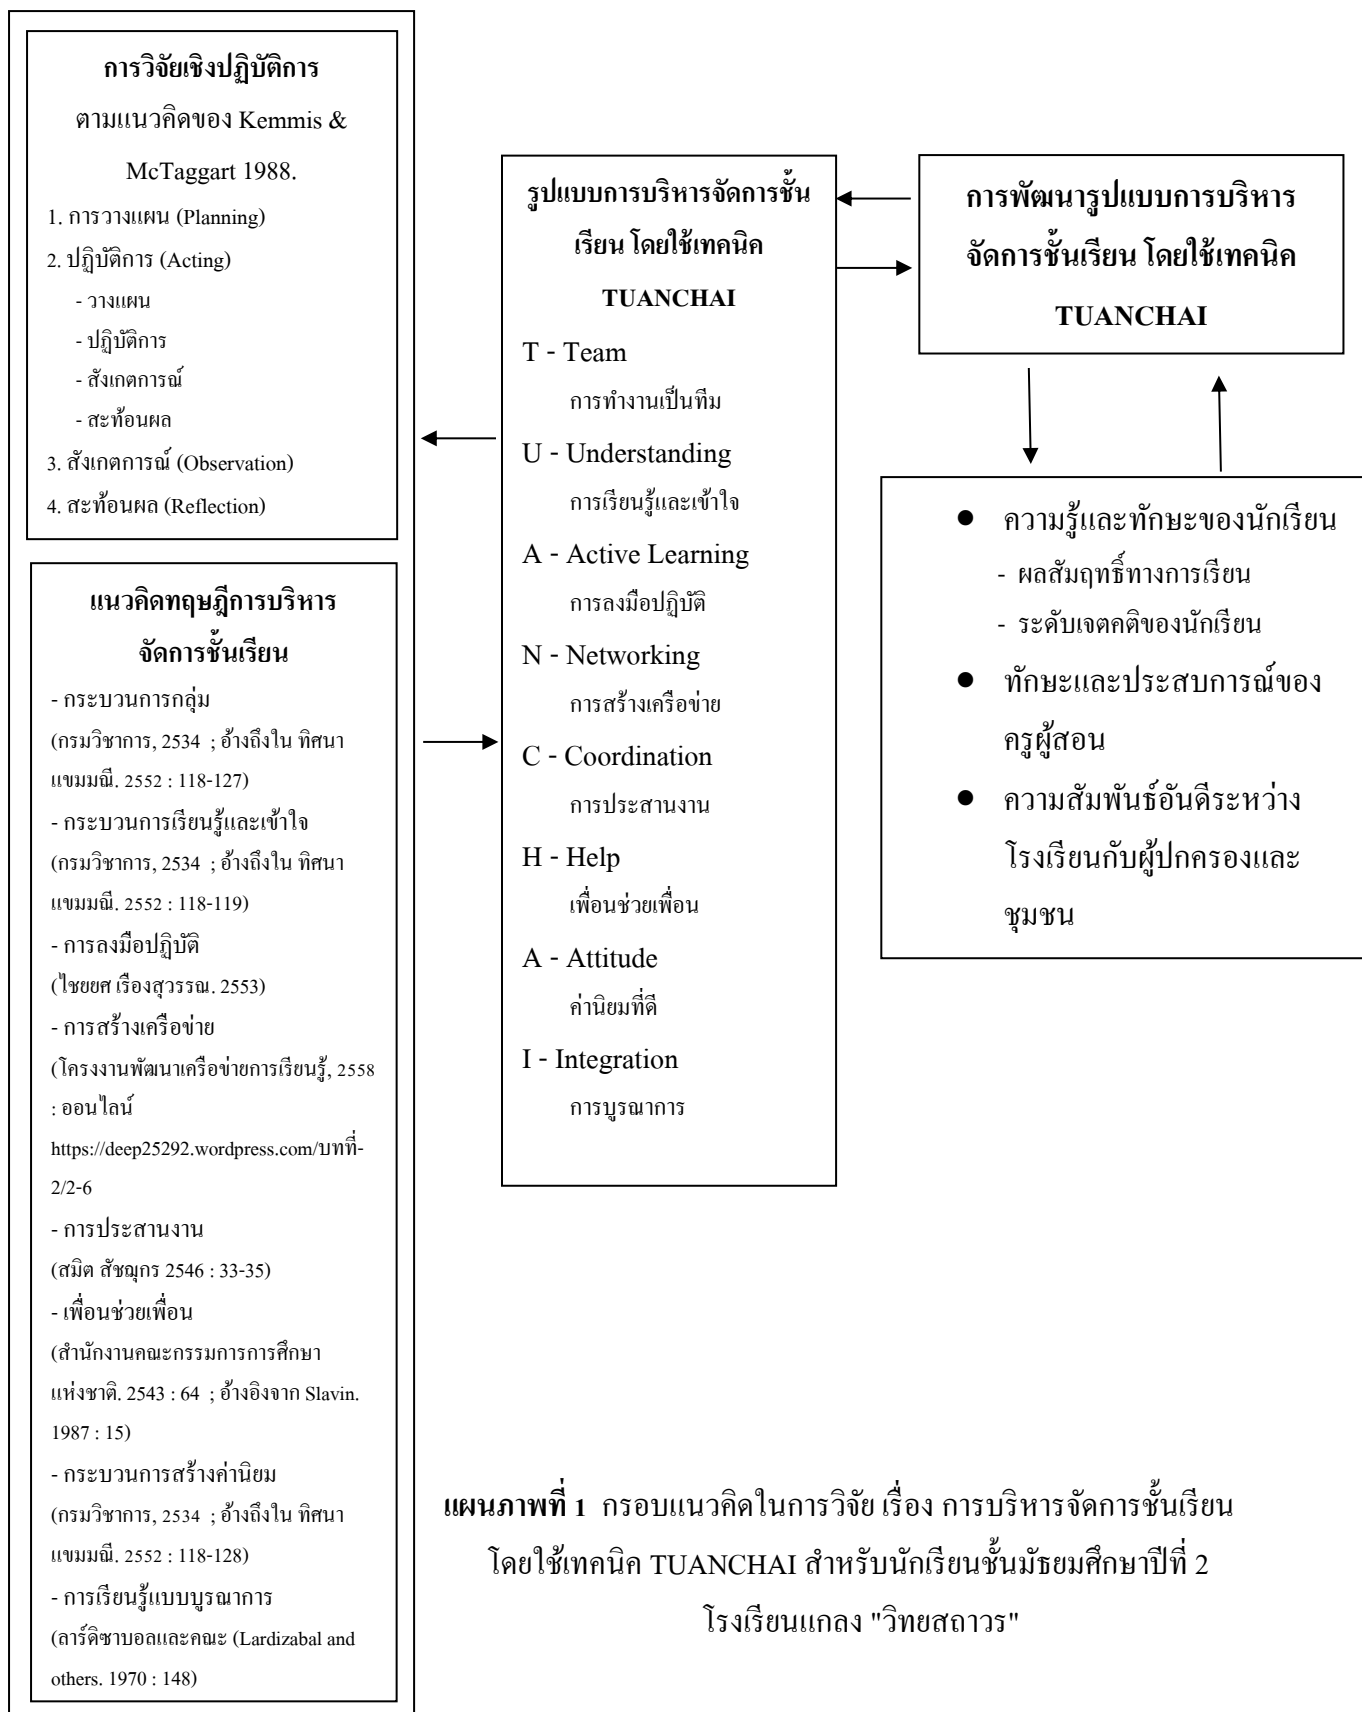 การวิจัยเชิงปฏิบัติการ
ตามแนวคิดของ Kemmis &
McTaggart 1988.
1. การวางแผน (Planning)
2. ปฏิบัติการ (Acting)
- วางแผน
- ปฏิบัติการ
- สังเกตการณ์
- สะท้อนผล
3. สังเกตการณ์ (Observation)
4. สะท้อนผล (Reflection)
แนวคิดทฤษฎีการบริหาร
จัดการชั้นเรียน
- กระบวนการกลุ่ม
(กรมวิชาการ, 2534 ; อ้างถึงใน ทิศนา
แขมมณี. 2552 : 118-127)
- กระบวนการเรียนรู้และเข้าใจ
(กรมวิชาการ, 2534 ; อ้างถึงใน ทิศนา
แขมมณี. 2552 : 118-119)
- การลงมือปฏิบัติ
(ไชยยศ เรืองสุวรรณ. 2553)
- การสร้างเครือข่าย
(โครงงานพัฒนาเครือข่ายการเรียนรู้, 2558
: ออนไลน์
https://deep25292.wordpress.com/บทที่-
2/2-6
- การประสานงาน
(สมิต สัชฌุกร 2546 : 33-35)
- เพื่อนช่วยเพื่อน
(สำนักงานคณะกรรมการการศึกษา
แห่งชาติ. 2543 : 64 ; อ้างอิงจาก Slavin.
1987 : 15)
- กระบวนการสร้างค่านิยม
(กรมวิชาการ, 2534 ; อ้างถึงใน ทิศนา
แขมมณี. 2552 : 118-128)
- การเรียนรู้แบบบูรณาการ
(ลาร์ดิซาบอลและคณะ (Lardizabal and
others. 1970 : 148)
รูปแบบการบริหารจัดการชั้น
เรียน โดยใช้เทคนิค
TUANCHAI
T - Team
การทำงานเป็นทีม
U - Understanding
การเรียนรู้และเข้าใจ
A - Active Learning
การลงมือปฏิบัติ
N - Networking
การสร้างเครือข่าย
C - Coordination
การประสานงาน
H - Help
เพื่อนช่วยเพื่อน
A - Attitude
ค่านิยมที่ดี
I - Integration
การบูรณาการ
การพัฒนารูปแบบการบริหาร
จัดการชั้นเรียน โดยใช้เทคนิค
TUANCHAI
● ความรู้และทักษะของนักเรียน
- ผลสัมฤทธิ์ทางการเรียน
- ระดับเจตคติของนักเรียน
● ทักษะและประสบการณ์ของ
ครูผู้สอน
● ความสัมพันธ์อันดีระหว่าง
โรงเรียนกับผู้ปกครองและ
ชุมชน
แผนภาพที่ 1 กรอบแนวคิดในการวิจัย เรื่อง การบริหารจัดการชั้นเรียน
โดยใช้เทคนิค TUANCHAI สำหรับนักเรียนชั้นมัธยมศึกษาปีที่ 2
โรงเรียนแกลง "วิทยสถาวร"